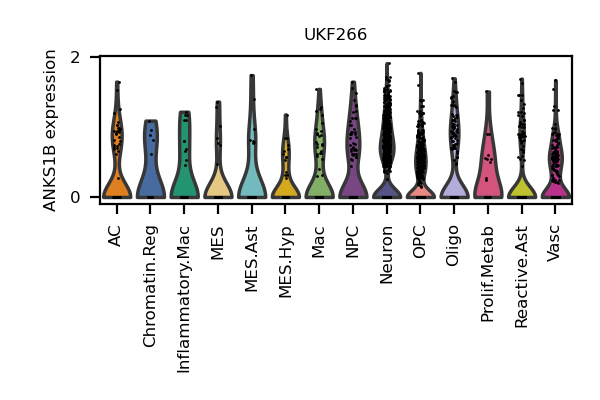 UKF266
ANKS1B expression
2
0
AC
Chromatin.Reg
Inflammatory.Mac
MES
MES.Ast
MES.Hyp
Mac
NPC
Neuron
OPC
Oligo
Prolif.Metab
Reactive.Ast
Vasc